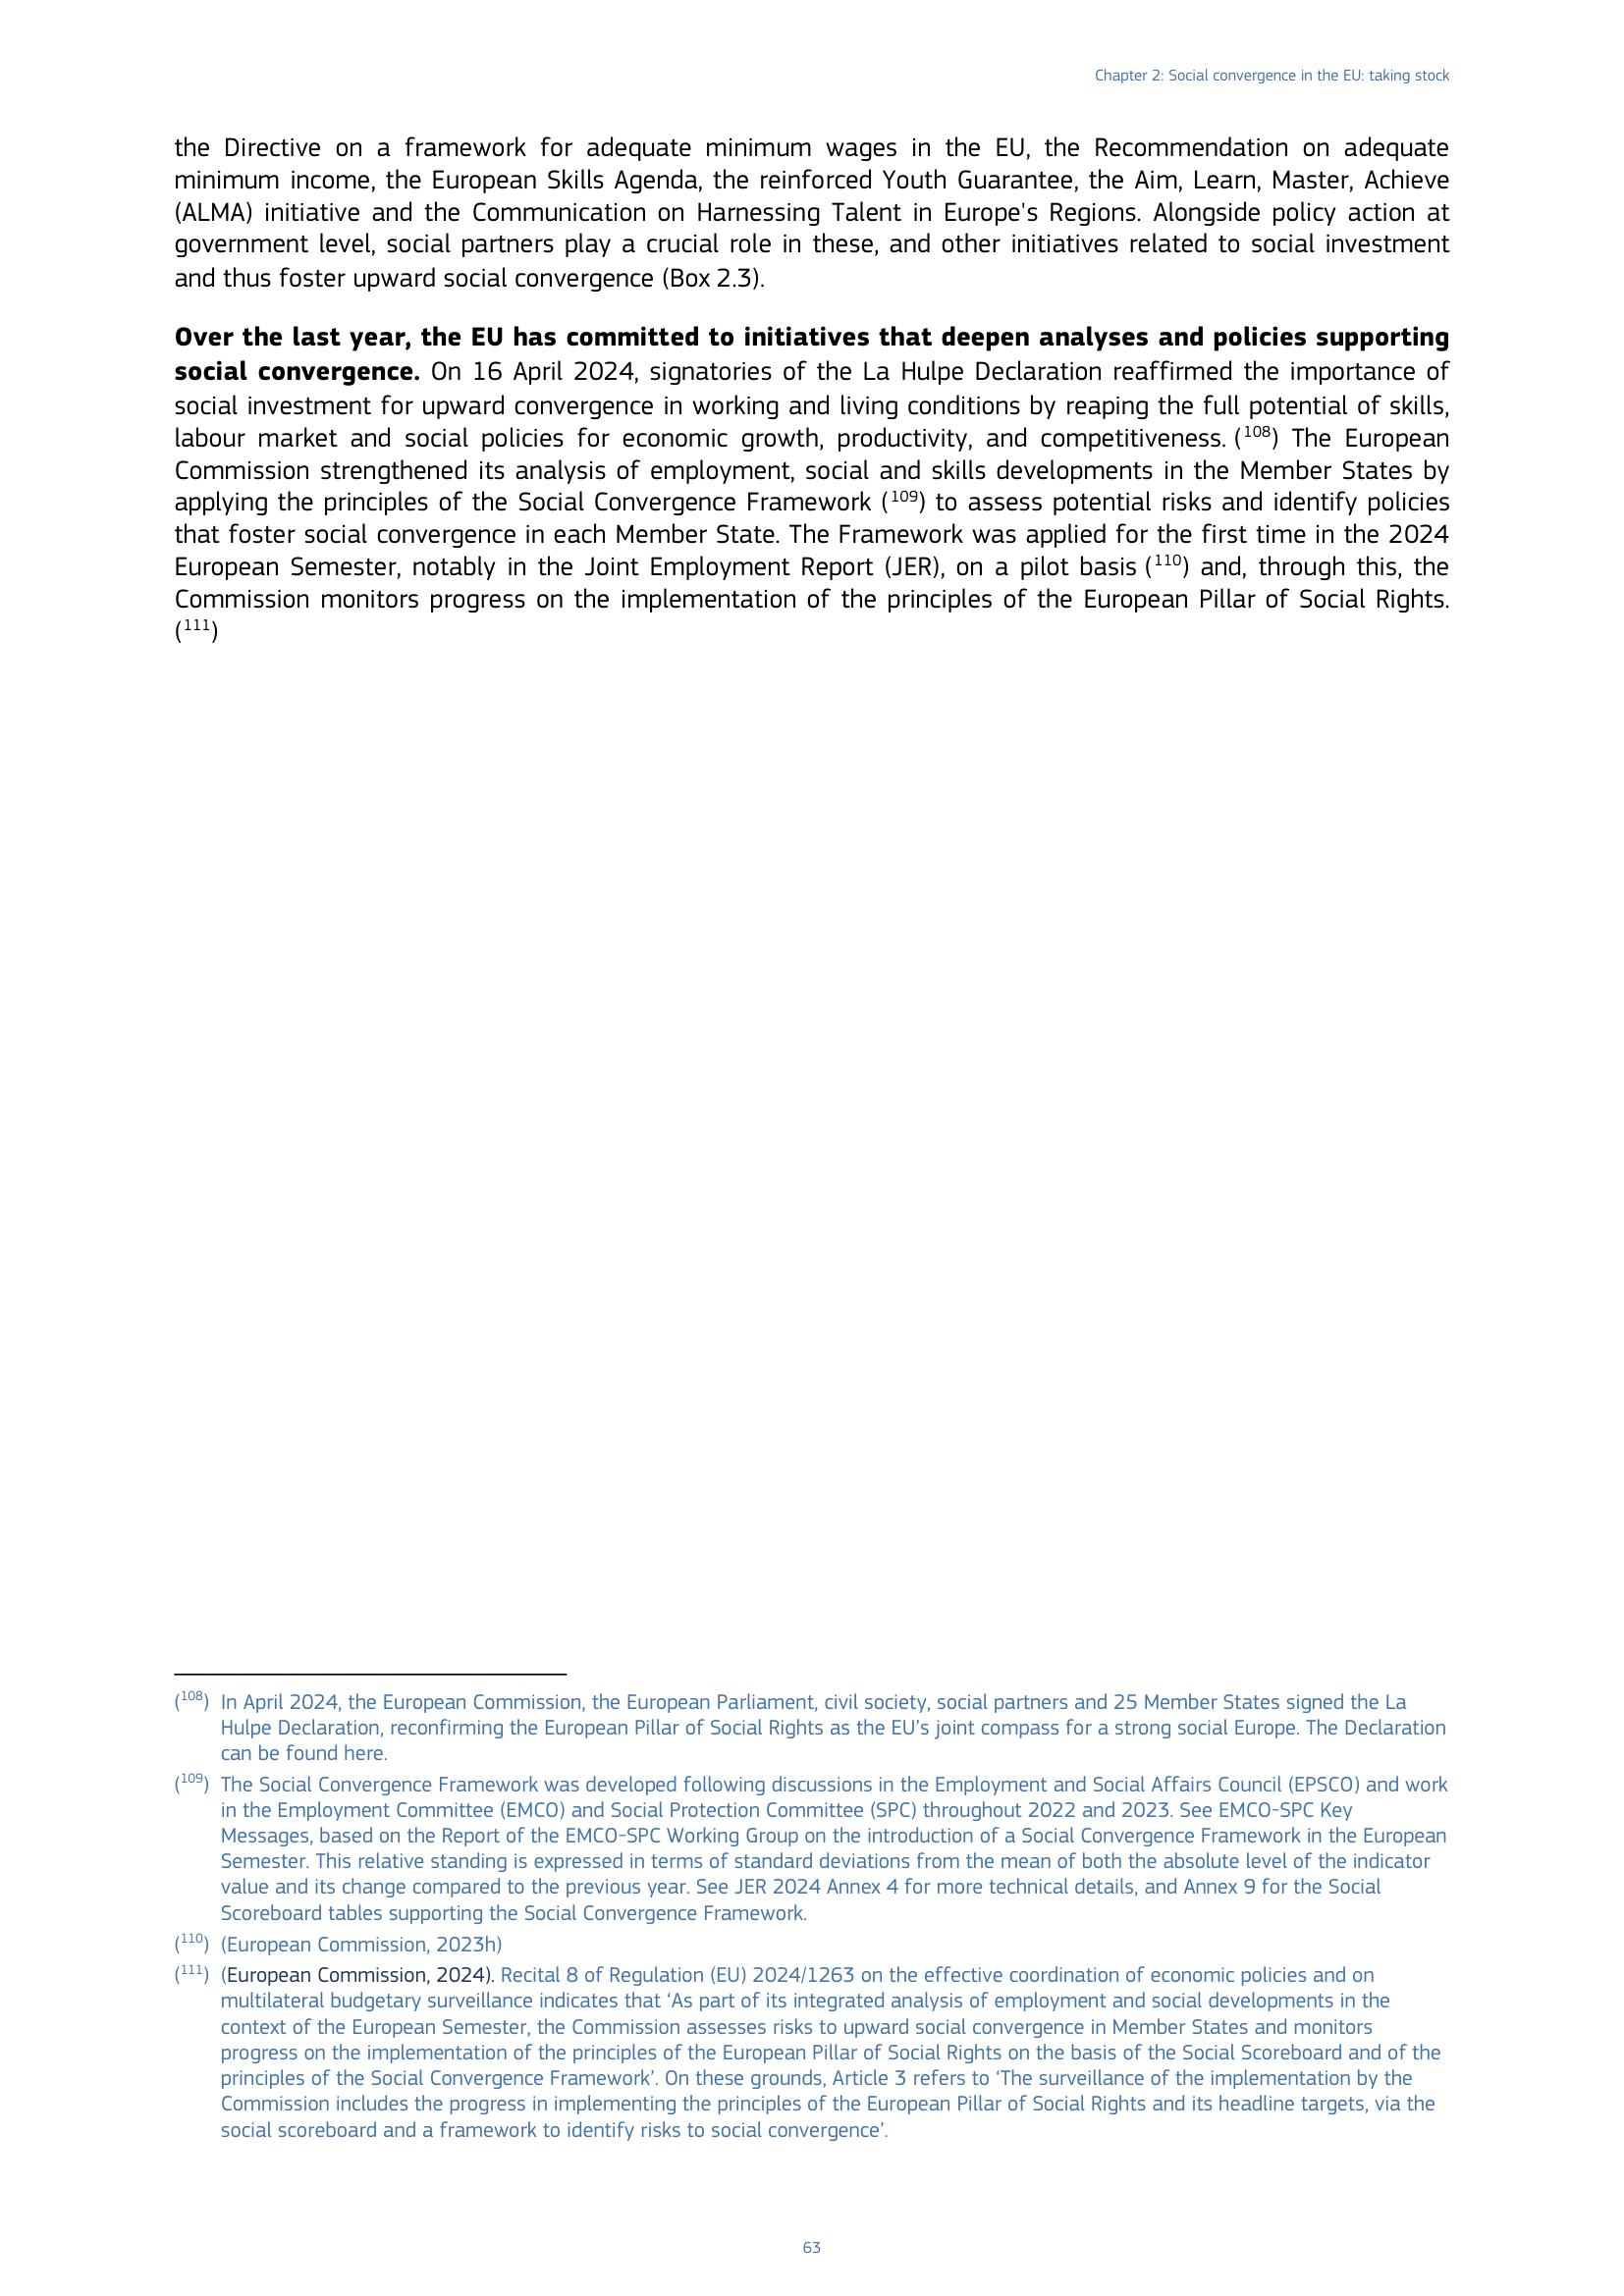 Chapter 2: Social convergence in the EU: taking stock
the Directive on a framework for adequate minimum wages in the EU, the Recommendation on adequate
minimum income, the European Skills Agenda, the reinforced Youth Guarantee, the Aim, Learn, Master, Achieve
(ALMA) initiative and the Communication on Harnessing Talent in Europe's Regions. Alongside policy action at
government level, social partners play a crucial role in these, and other initiatives related to social investment
and thus foster upward social convergence (Box 2.3).
Over the last year, the EU has committed to initiatives that deepen analyses and policies supporting
social convergence. On 16 April 2024, signatories of the La Hulpe Declaration reaffirmed the importance of
social investment for upward convergence in working and living conditions by reaping the full potential of skills,
labour market and social policies for economic growth, productivity, and competitiveness. (108) The European
Commission strengthened its analysis of employment, social and skills developments in the Member States by
applying the principles of the Social Convergence Framework (109) to assess potential risks and identify policies
that foster social convergence in each Member State. The Framework was applied for the first time in the 2024
European Semester, notably in the Joint Employment Report (JER), on a pilot basis (110) and, through this, the
Commission monitors progress on the implementation of the principles of the European Pillar of Social Rights.
(111)
(108) In April 2024, the European Commission, the European Parliament, civil society, social partners and 25 Member States signed the La
Hulpe Declaration, reconfirming the European Pillar of Social Rights as the EU’s joint compass for a strong social Europe. The Declaration
can be found here.
(109) The Social Convergence Framework was developed following discussions in the Employment and Social Affairs Council (EPSCO) and work
in the Employment Committee (EMCO) and Social Protection Committee (SPC) throughout 2022 and 2023. See EMCO-SPC Key
Messages, based on the Report of the EMCO-SPC Working Group on the introduction of a Social Convergence Framework in the European
Semester. This relative standing is expressed in terms of standard deviations from the mean of both the absolute level of the indicator
value and its change compared to the previous year. See JER 2024 Annex 4 for more technical details, and Annex 9 for the Social
Scoreboard tables supporting the Social Convergence Framework.
(110) (European Commission, 2023h)
(111) (European Commission, 2024). Recital 8 of Regulation (EU) 2024/1263 on the effective coordination of economic policies and on
multilateral budgetary surveillance indicates that ‘As part of its integrated analysis of employment and social developments in the
context of the European Semester, the Commission assesses risks to upward social convergence in Member States and monitors
progress on the implementation of the principles of the European Pillar of Social Rights on the basis of the Social Scoreboard and of the
principles of the Social Convergence Framework’. On these grounds, Article 3 refers to ‘The surveillance of the implementation by the
Commission includes the progress in implementing the principles of the European Pillar of Social Rights and its headline targets, via the
social scoreboard and a framework to identify risks to social convergence’.
63